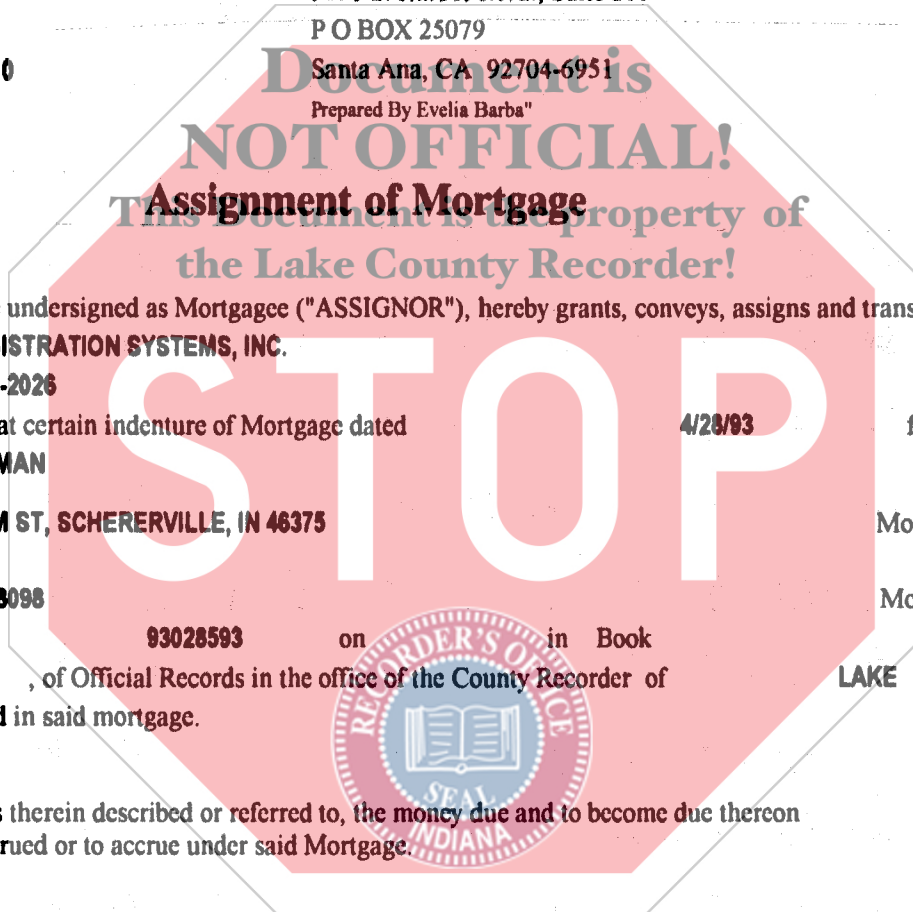 P O BOX 25079
Santa Ana, CA 92704-6951
Prepared By Evelia Barba"
Document is
NOT OFFICIAL!
Assignment of Mortgage
This Document is the property of
the Lake County Recorder!
undersigned as Mortgagee ("ASSIGNOR"), hereby grants, conveys, assigns and trans
ISTRATION SYSTEMS, INC.
-2026
at certain indenture of Mortgage dated 4/28/93 f
MAN
M ST, SCHERERVILLE, IN 46375 Mo
3098 Mo
93028593 on in Book
, of Official Records in the office of the County Recorder of LAKE
d in said mortgage.
s therein described or referred to, the money due and to become due thereon
rued or to accrue under said Mortgage.
STOP
RECORDER'S OFFICE
SEAL
INDIANA